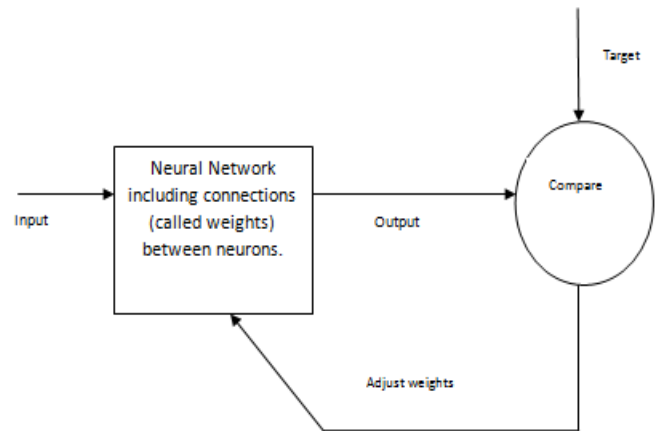 Target
Neural Network
including connections
(called weights)
between neurons.
Compare
Input
Output
Adjust weights